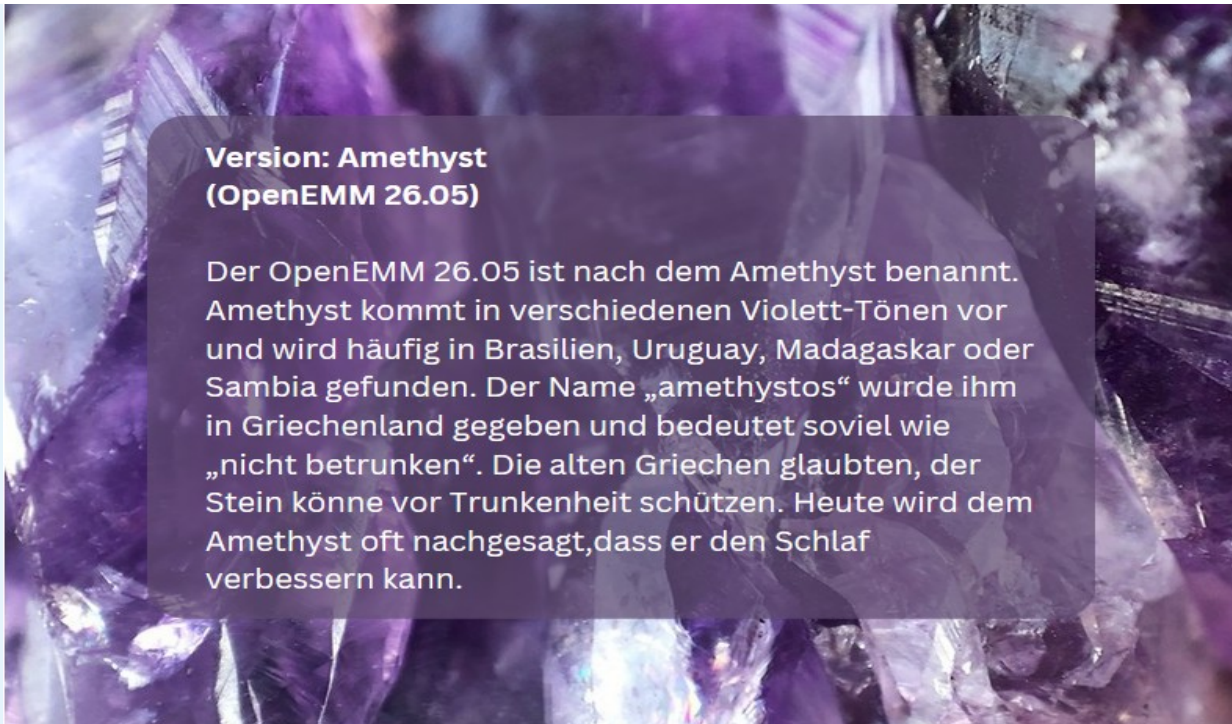 Version: Amethyst
(OpenEMM 26.05)
Der OpenEMM 26.05 ist nach dem Amethyst benannt.
Amethyst kommt in verschiedenen Violett-Tönen vor
und wird häufig in Brasilien, Uruguay, Madagaskar oder
Sambia gefunden. Der Name „amethystos“ wurde ihm
in Griechenland gegeben und bedeutet soviel wie
„nicht betrunken“. Die alten Griechen glaubten, der
Stein könne vor Trunkenheit schützen. Heute wird dem
Amethyst oft nachgesagt,dass er den Schlaf
verbessern kann.